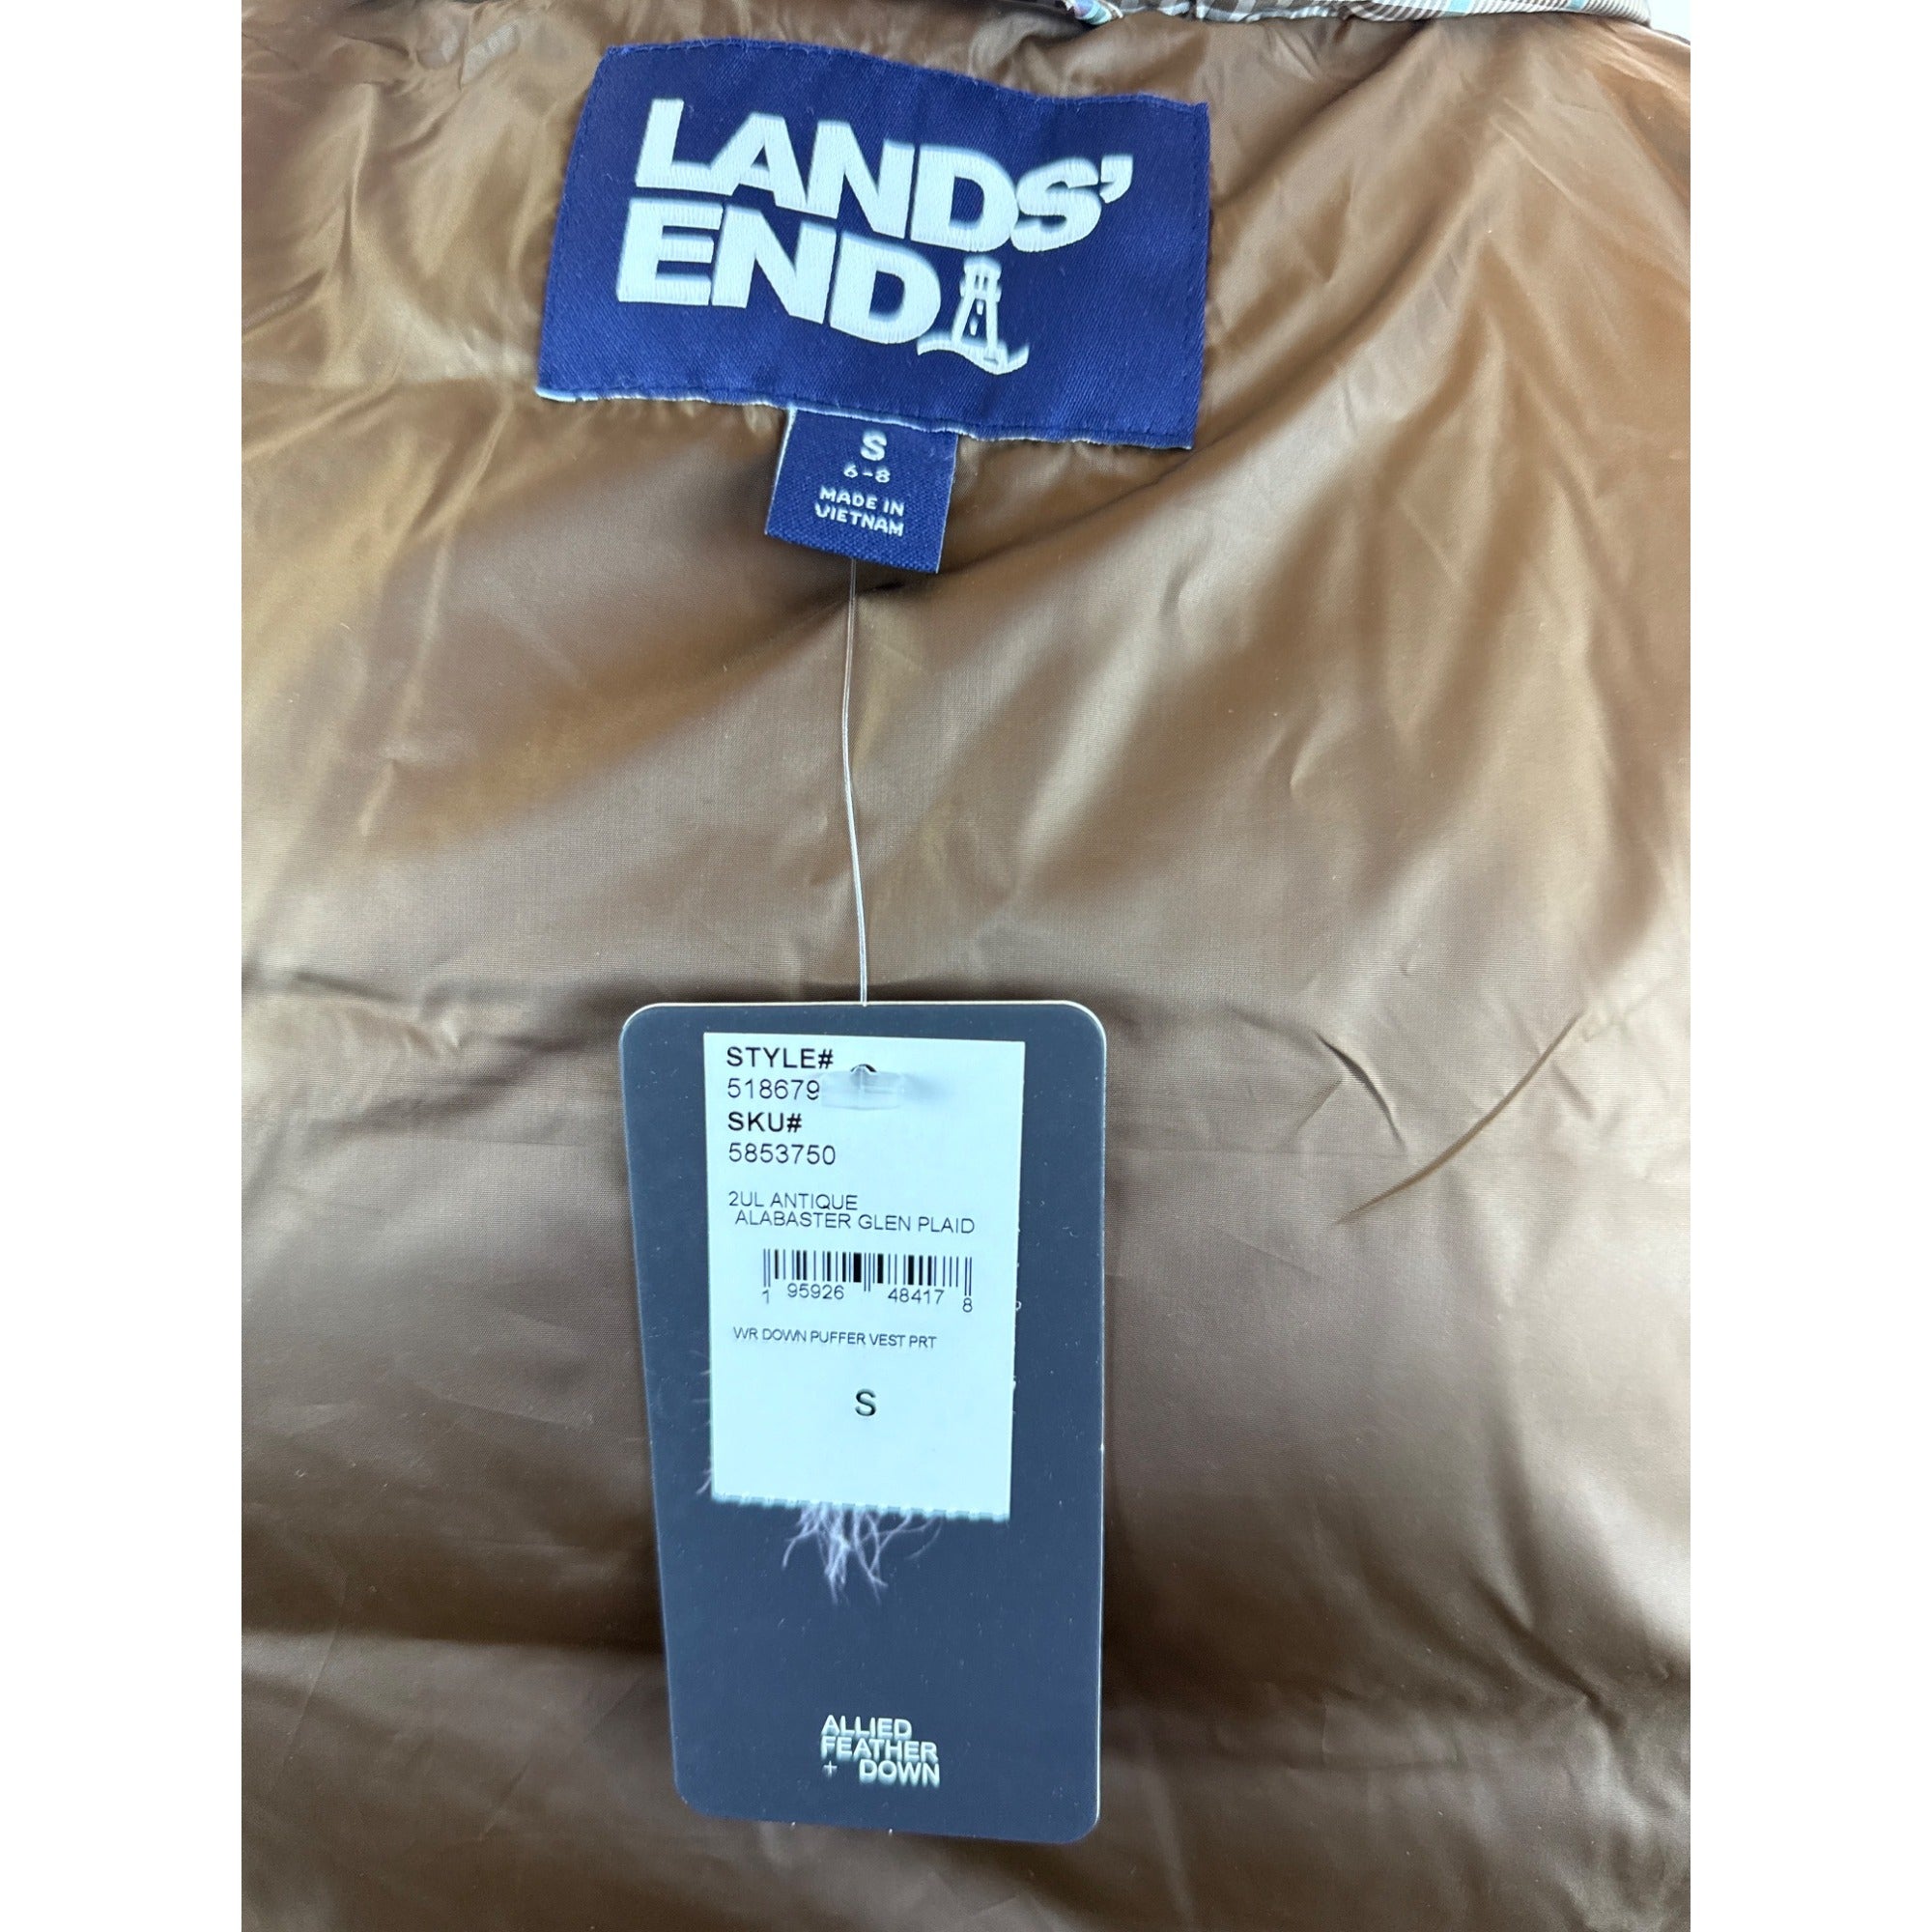 LANDS'
END
S
6-8
MADE IN
VIETNAM
STYLE#
518679
SKU#
5853750
2UL ANTIQUE
ALABASTER GLEN PLAID
1 95926 48417 8
WR DOWN PUFFER VEST PRT
S
ALLIED
FEATHER
+ DOWN